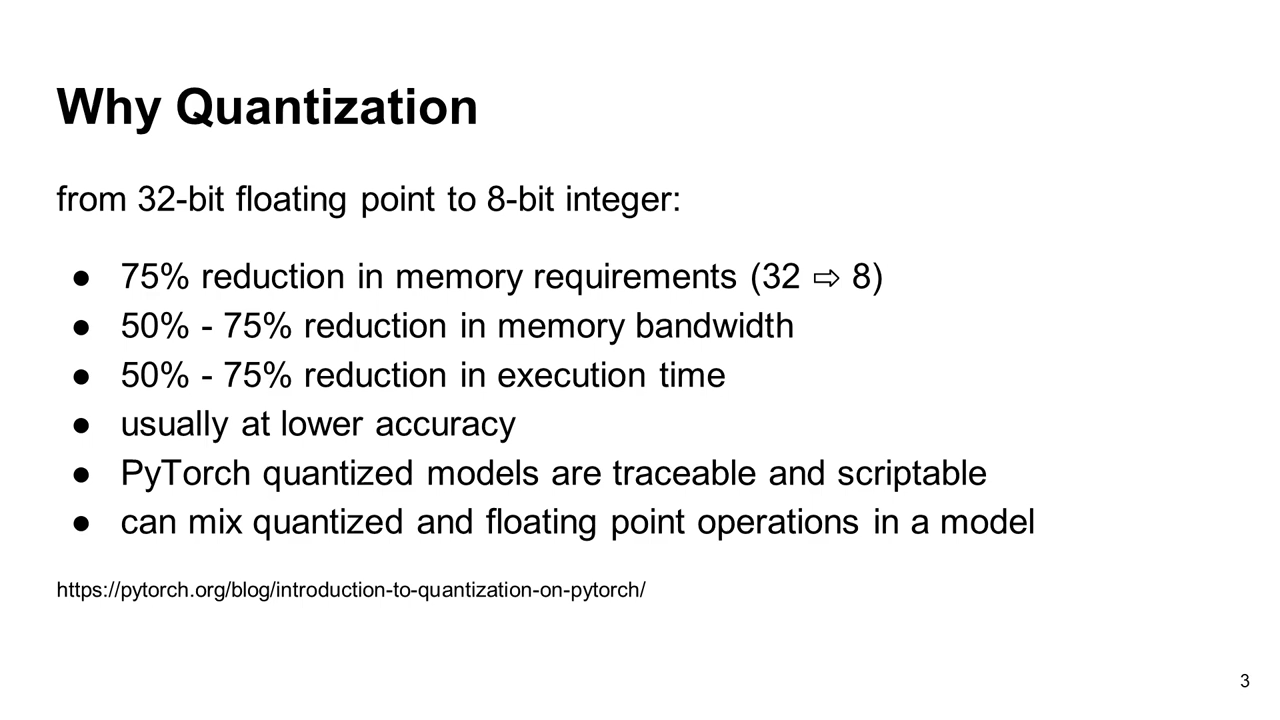 Why Quantization
from 32-bit floating point to 8-bit integer:
● 75% reduction in memory requirements (32 ⇨ 8)
● 50% - 75% reduction in memory bandwidth
● 50% - 75% reduction in execution time
● usually at lower accuracy
● PyTorch quantized models are traceable and scriptable
● can mix quantized and floating point operations in a model
https://pytorch.org/blog/introduction-to-quantization-on-pytorch/
3